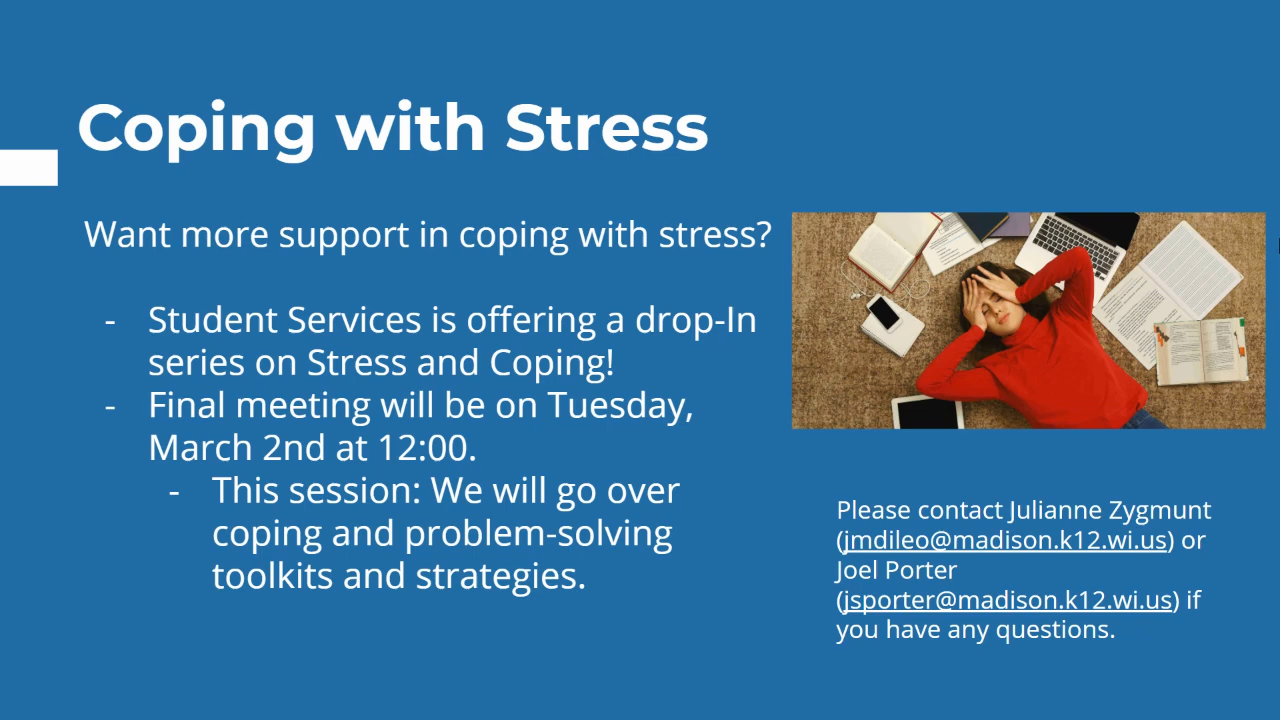 Coping with Stress
Want more support in coping with stress?
- Student Services is offering a drop-In
series on Stress and Coping!
- Final meeting will be on Tuesday,
March 2nd at 12:00.
- This session: We will go over
coping and problem-solving
toolkits and strategies.
Please contact Julianne Zygmunt
(jmdileo@madison.k12.wi.us) or
Joel Porter
(jsporter@madison.k12.wi.us) if
you have any questions.